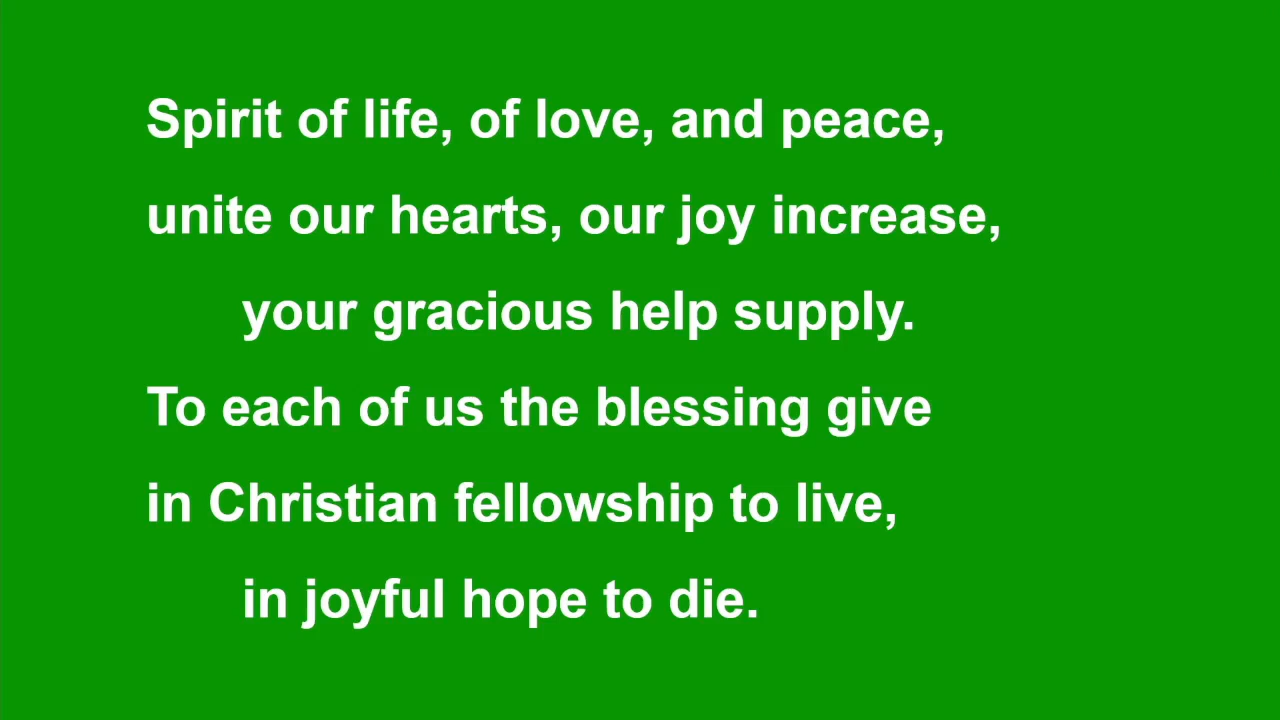 Spirit of life, of love, and peace,
unite our hearts, our joy increase,
your gracious help supply.
To each of us the blessing give
in Christian fellowship to live,
in joyful hope to die.